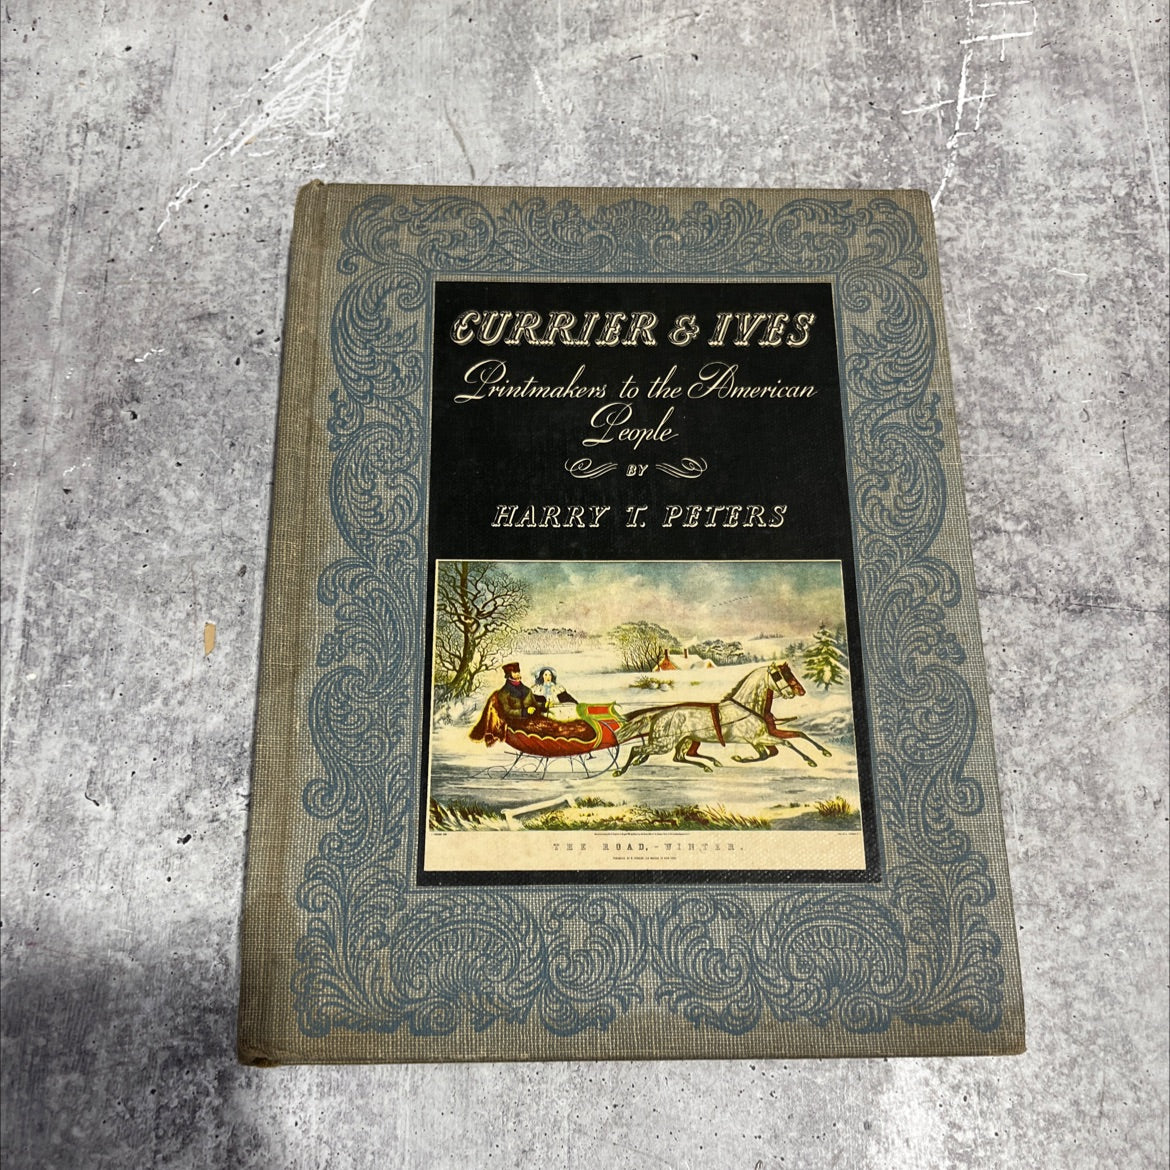 CURRIER & IVES
Printmakers to the American
People
BY
HARRY T. PETERS
THE ROAD,-WINTER.